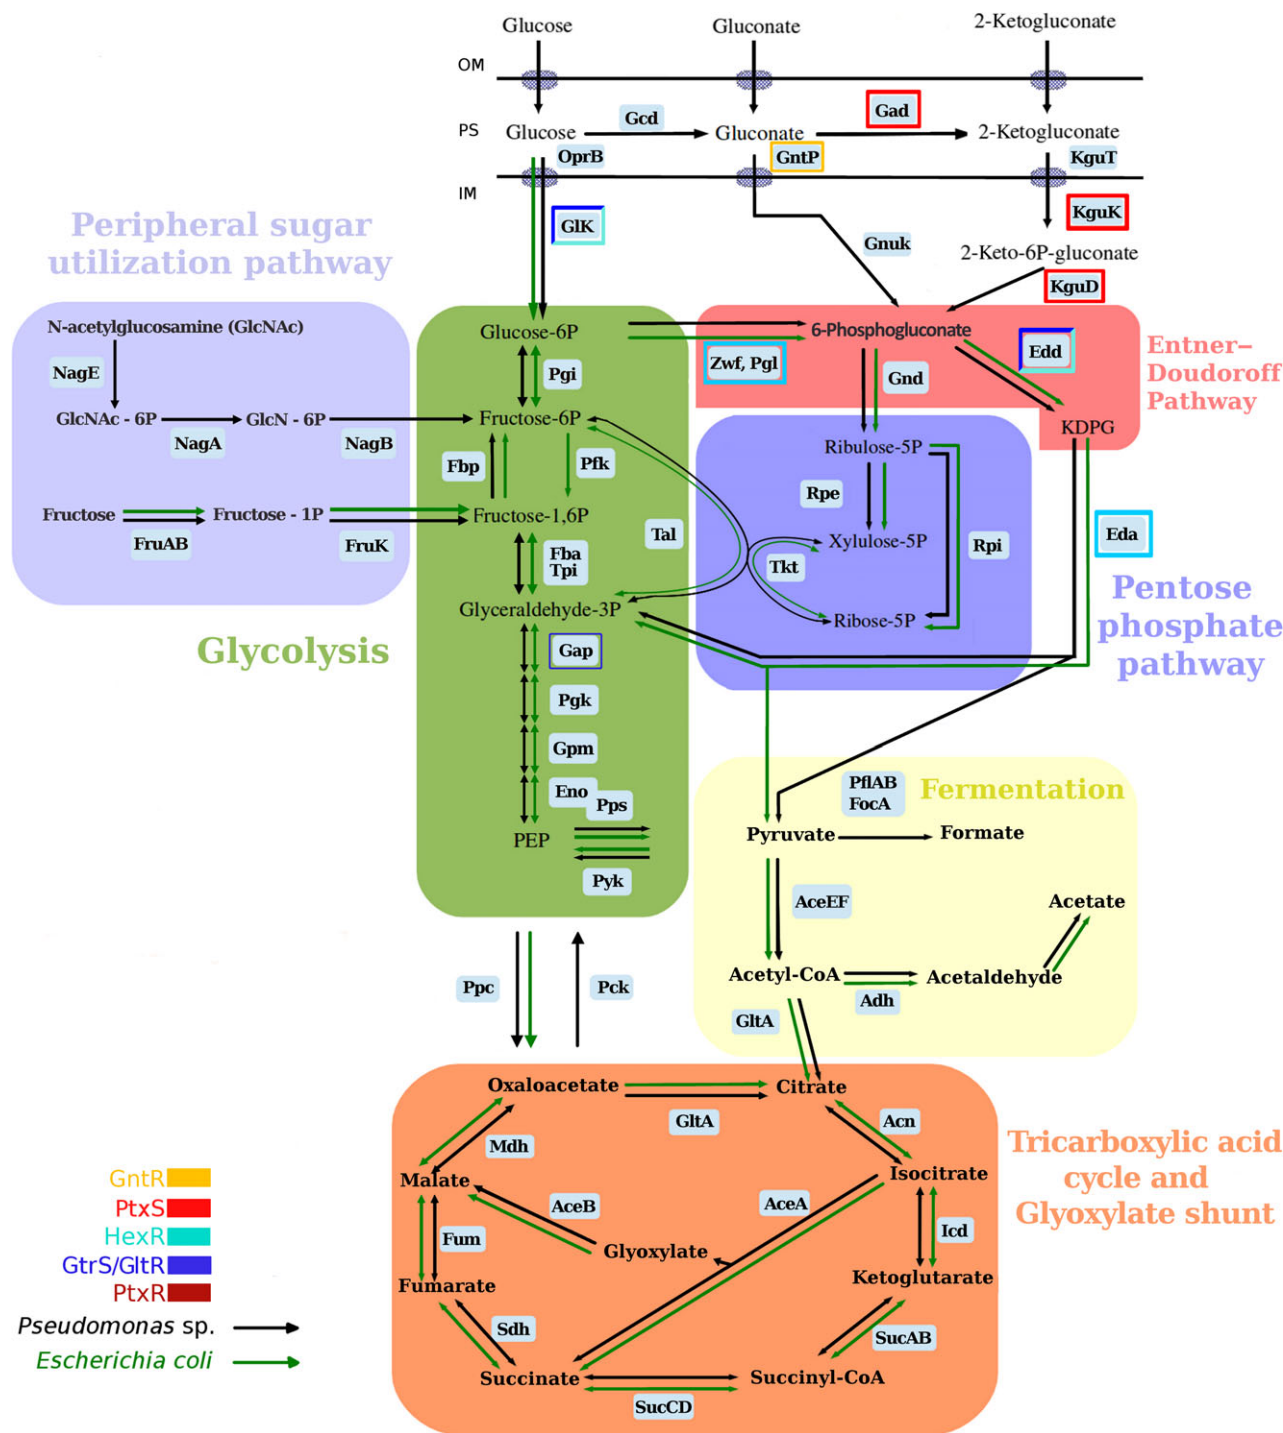 Glucose
Gluconate
2-Ketogluconate
OM
PS
Glucose
Gcd
Gluconate
Gad
2-Ketogluconate
OprB
GntP
KguT
IM
GlK
KguK
Gnuk
2-Keto-6P-gluconate
KguD
Peripheral sugar
utilization pathway
N-acetylglucosamine (GlcNAc)
NagE
GlcNAc - 6P
NagA
GlcN - 6P
NagB
Fructose
FruAB
Fructose - 1P
FruK
Glucose-6P
Pgi
Fructose-6P
Fbp
Pfk
Fructose-1,6P
Fba
Tpi
Tal
Glyceraldehyde-3P
Gap
Pgk
Gpm
Eno
Pps
PEP
Pyk
Glycolysis
6-Phosphogluconate
Zwf, Pgl
Gnd
Edd
KDPG
Entner–
Doudoroff
Pathway
Ribulose-5P
Rpe
Xylulose-5P
Tkt
Rpi
Ribose-5P
Eda
Pentose
phosphate
pathway
PflAB
FocA
Fermentation
Pyruvate
Formate
AceEF
Acetate
Acetyl-CoA
Acetaldehyde
Adh
GltA
Ppc
Pck
Oxaloacetate
Citrate
GltA
Acn
Mdh
Malate
Isocitrate
AceB
AceA
Fum
Glyoxylate
Icd
Fumarate
Ketoglutarate
Sdh
SucAB
Succinate
Succinyl-CoA
SucCD
Tricarboxylic acid
cycle and
Glyoxylate shunt
GntR
PtxS
HexR
GtrS/GltR
PtxR
Pseudomonas sp.
Escherichia coli